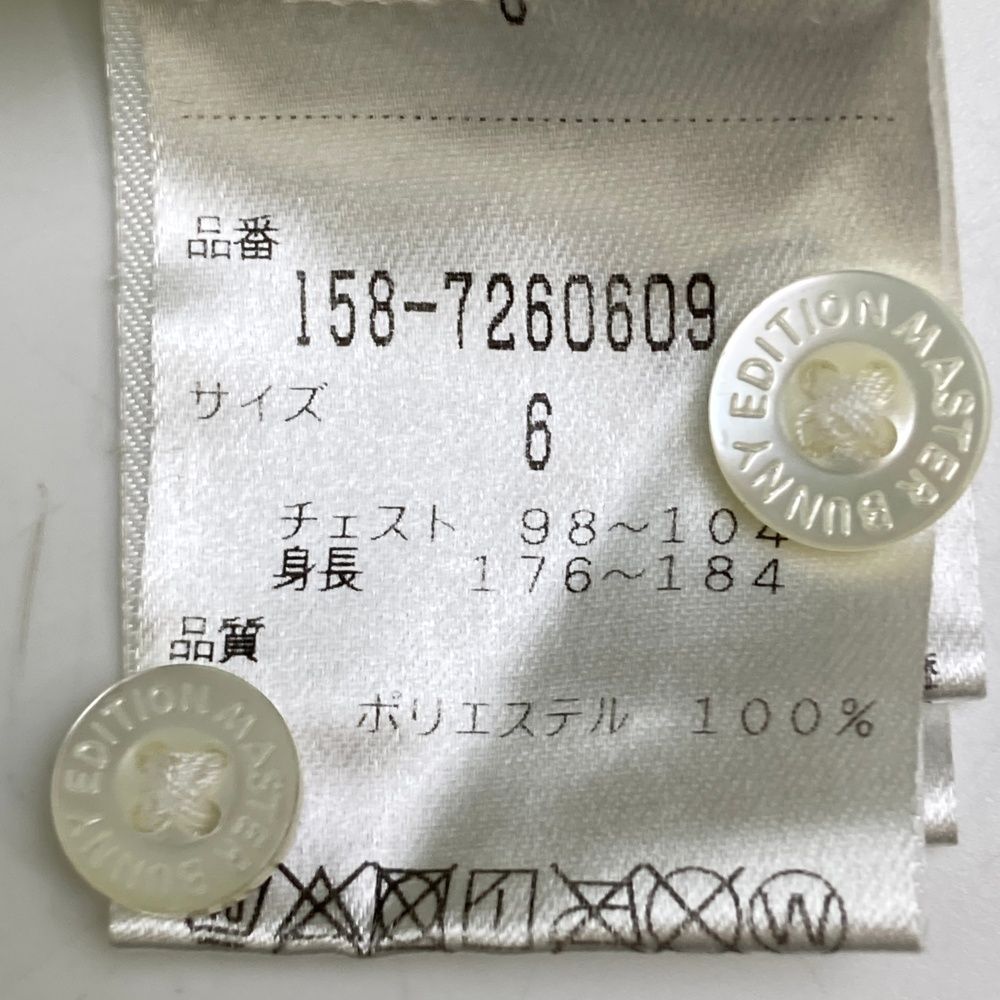 品番
158-7260609
サイズ
6
チェスト 98～104
身長 176～184
品質
ポリエステル 100%
MASTER BUNNY EDITION
MASTER BUNNY EDITION
W